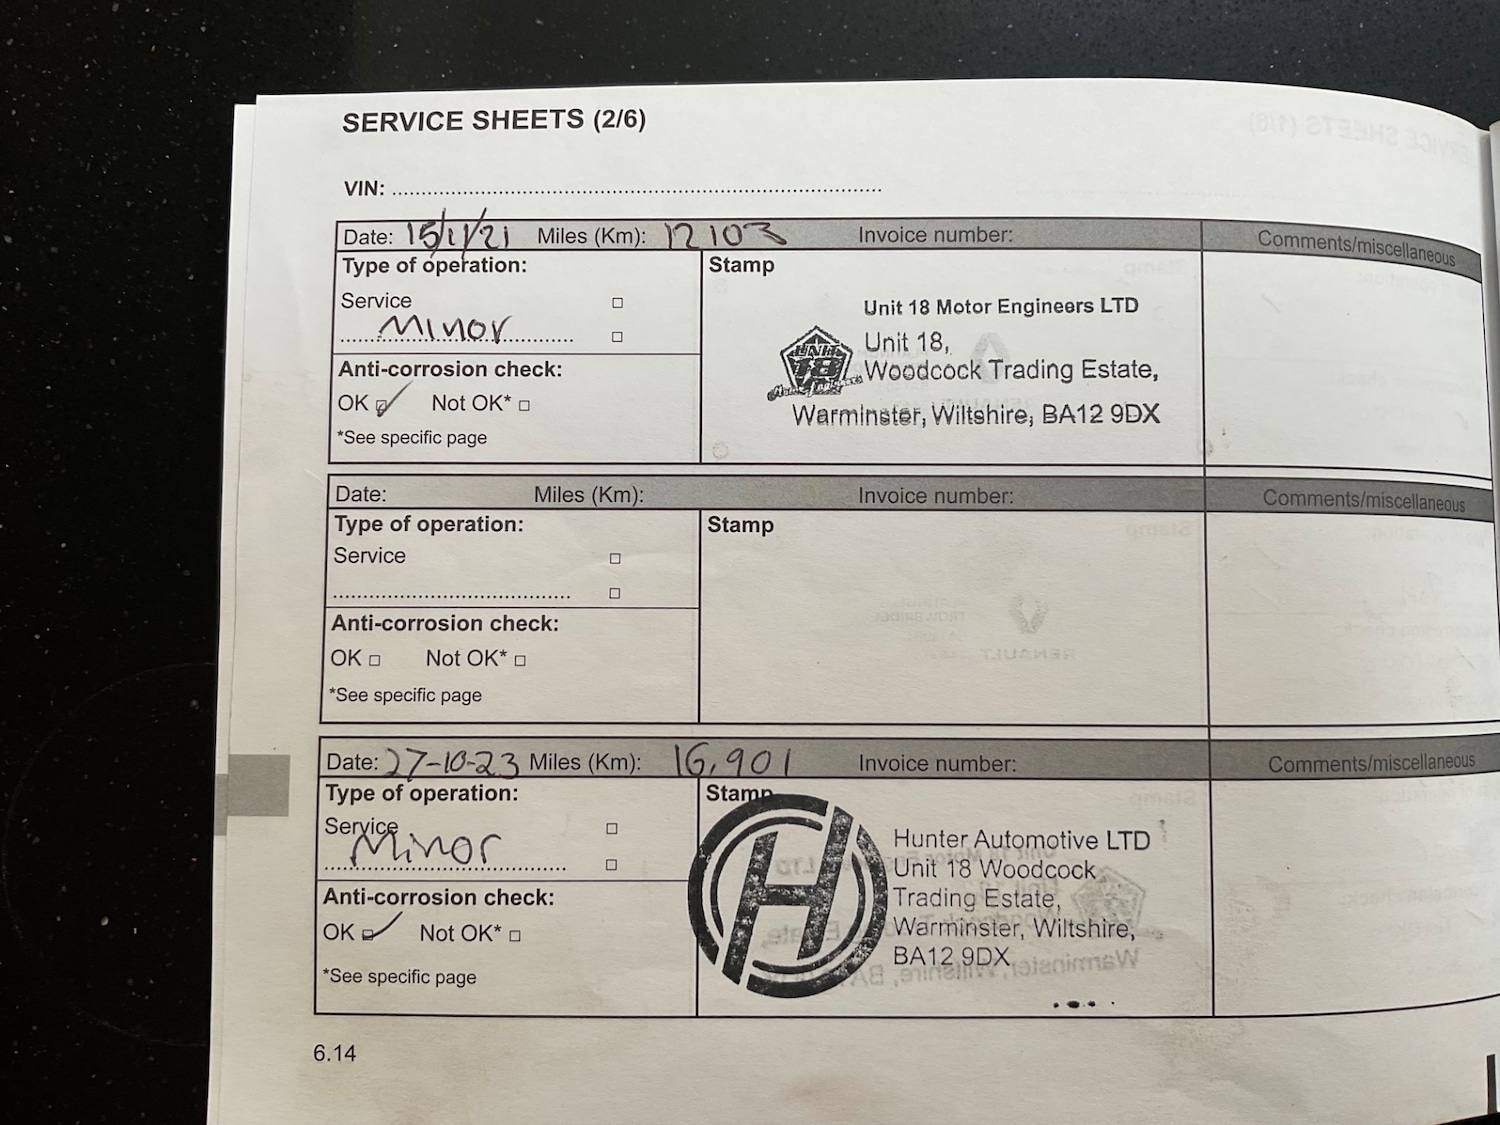 SERVICE SHEETS (2/6)
VIN: ........................................................................................
Date: 15/11/21 Miles (Km): 12103 Invoice number: Comments/miscellaneous
Type of operation:
Service □
Minor □
Anti-corrosion check:
OK ☑ Not OK* □
*See specific page
Stamp
Unit 18 Motor Engineers LTD
UNIT
18
Motor Engineers
Unit 18,
Woodcock Trading Estate,
Warminster, Wiltshire, BA12 9DX
Date: Miles (Km): Invoice number: Comments/miscellaneous
Type of operation:
Service □
........................................ □
Anti-corrosion check:
OK □ Not OK* □
*See specific page
Stamp
Date: 27-10-23 Miles (Km): 16,901 Invoice number: Comments/miscellaneous
Type of operation:
Service □
Minor □
Anti-corrosion check:
OK ☑ Not OK* □
*See specific page
Stamp
H
Hunter Automotive LTD
Unit 18 Woodcock
Trading Estate,
Warminster, Wiltshire,
BA12 9DX
6.14